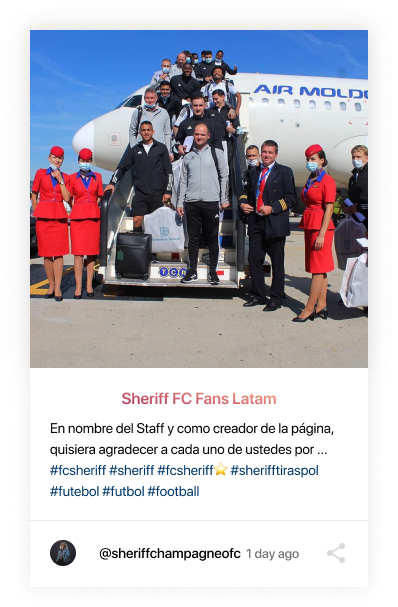 AIR MOLDO
Sheriff FC Fans Latam
En nombre del Staff y como creador de la página,
quisiera agradecer a cada uno de ustedes por ...
#fcsheriff #sheriff #fcsheriff⭐ #sherifftiraspol
#futebol #futbol #football
@sheriffchampagneofc 1 day ago